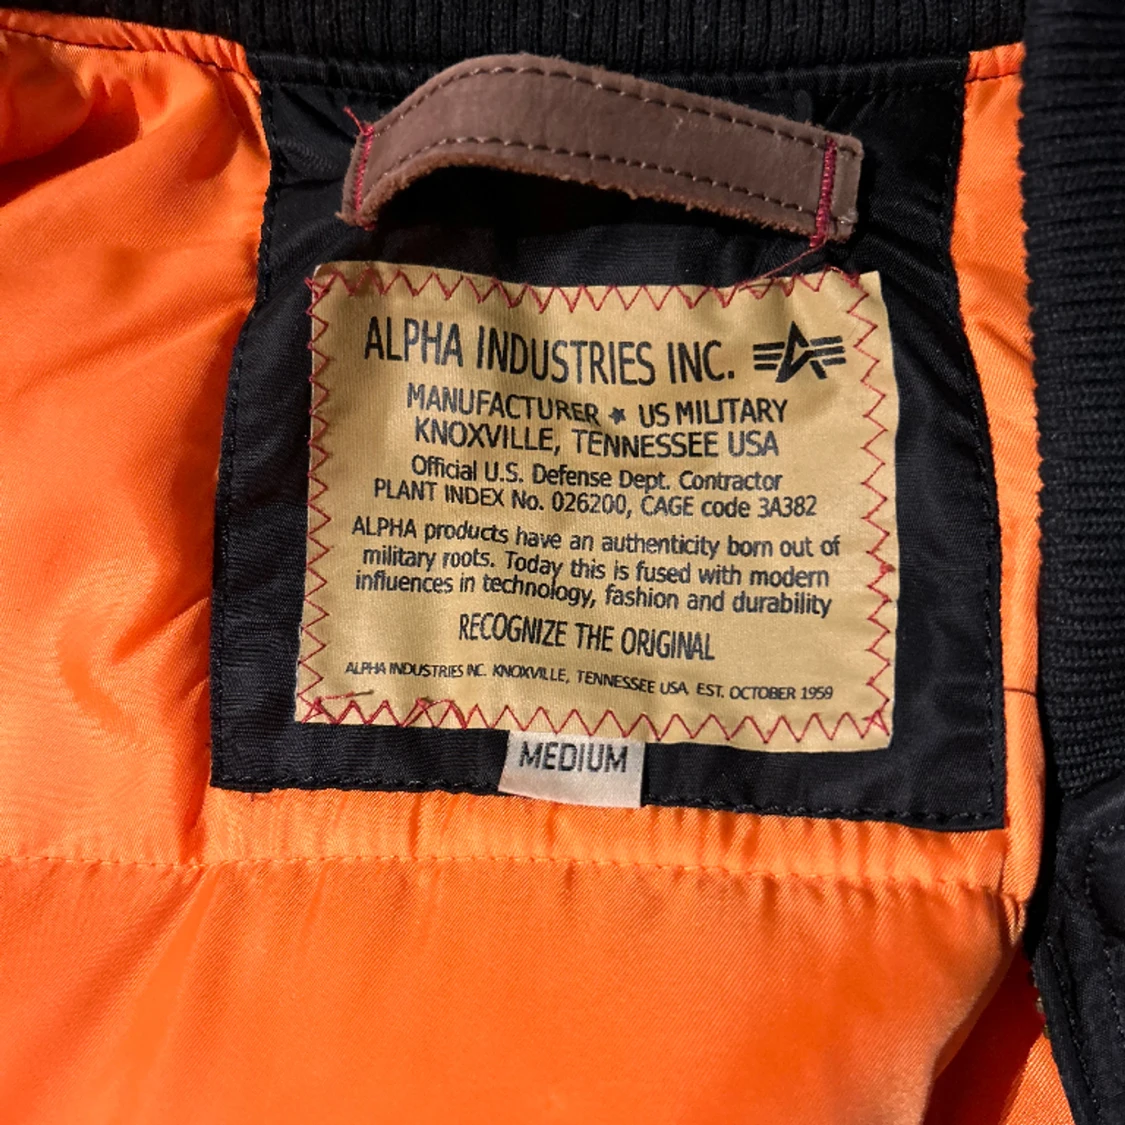 ALPHA INDUSTRIES INC.
MANUFACTURER ★ US MILITARY
KNOXVILLE, TENNESSEE USA
Official U.S. Defense Dept. Contractor
PLANT INDEX No. 026200, CAGE code 3A382
ALPHA products have an authenticity born out of
military roots. Today this is fused with modern
influences in technology, fashion and durability
RECOGNIZE THE ORIGINAL
ALPHA INDUSTRIES INC. KNOXVILLE, TENNESSEE USA EST. OCTOBER 1959
MEDIUM